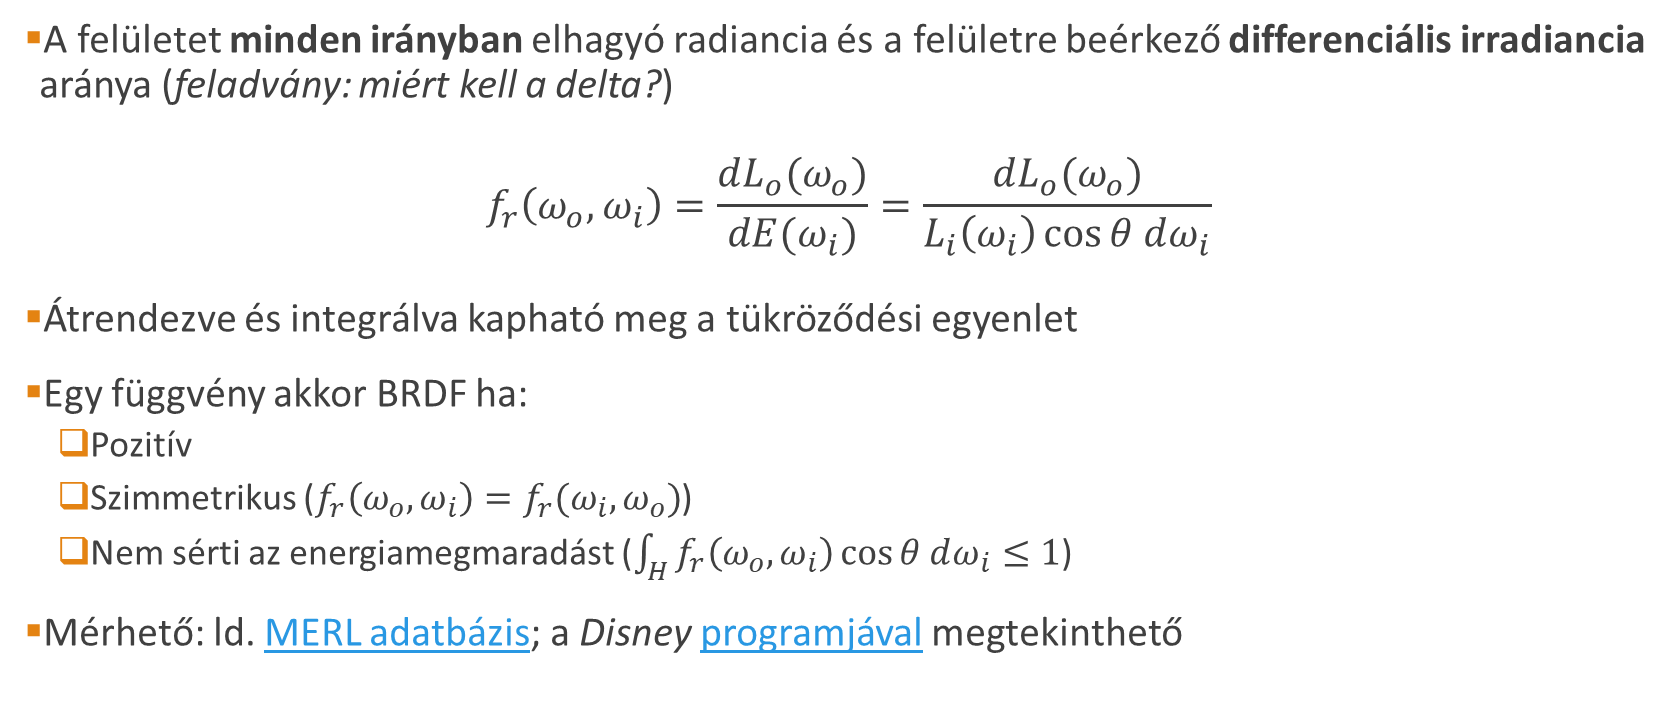 ▪A felületet minden irányban elhagyó radiancia és a felületre beérkező differenciális irradiancia
aránya (feladvány: miért kell a delta?)
f_r(ω_o, ω_i) = dL_o(ω_o) / dE(ω_i) = dL_o(ω_o) / L_i(ω_i) cos θ dω_i
▪Átrendezve és integrálva kapható meg a tükröződési egyenlet
▪Egy függvény akkor BRDF ha:
❑Pozitív
❑Szimmetrikus (f_r(ω_o, ω_i) = f_r(ω_i, ω_o))
❑Nem sérti az energiamegmaradást (∫_H f_r(ω_o, ω_i) cos θ dω_i ≤ 1)
▪Mérhető: ld. MERL adatbázis; a Disney programjával megtekinthető